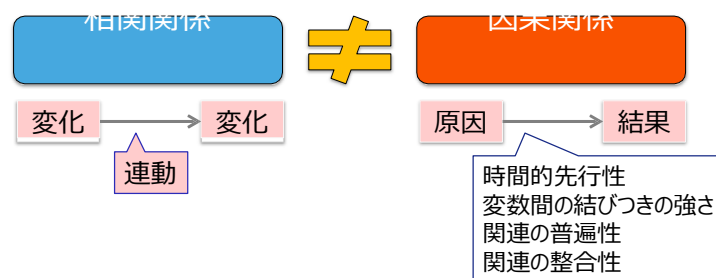 相関関係
≠
因果関係
変化
変化
連動
原因
結果
時間的先行性
変数間の結びつきの強さ
関連の普遍性
関連の整合性